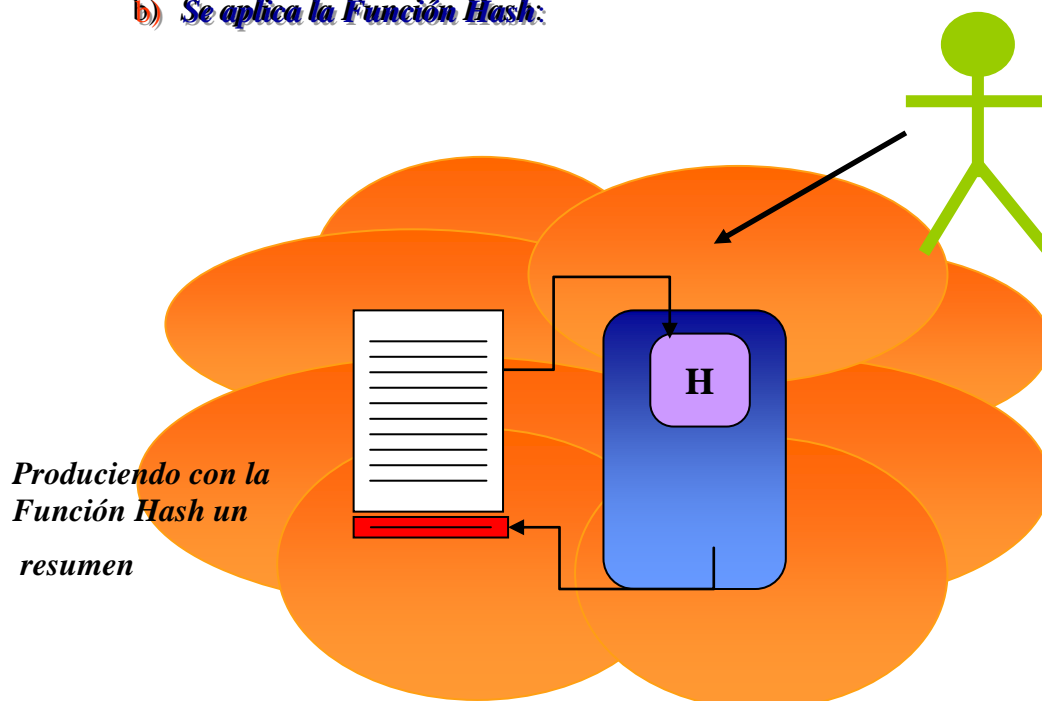 b) Se aplica la Función Hash:
H
Produciendo con la
Función Hash un
resumen